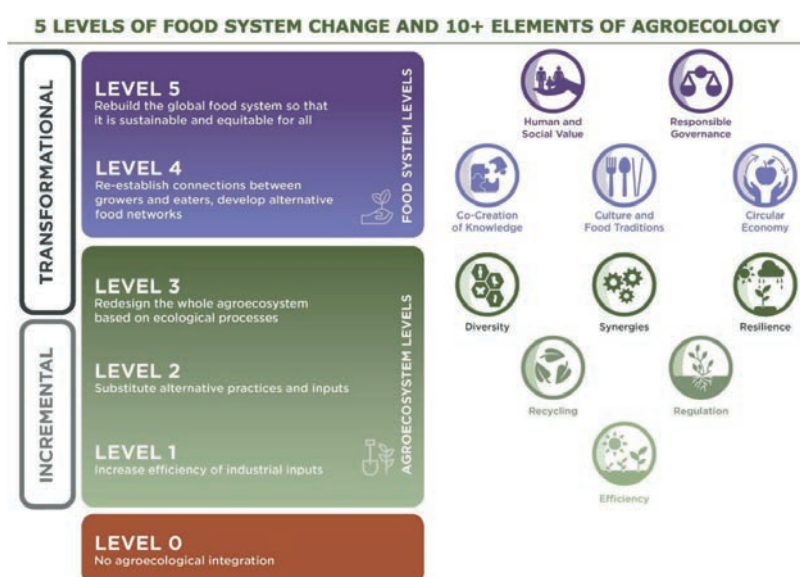 5 LEVELS OF FOOD SYSTEM CHANGE AND 10+ ELEMENTS OF AGROECOLOGY
TRANSFORMATIONAL
INCREMENTAL
LEVEL 5
Rebuild the global food system so that
it is sustainable and equitable for all
LEVEL 4
Re-establish connections between
growers and eaters, develop alternative
food networks
FOOD SYSTEM LEVELS
LEVEL 3
Redesign the whole agroecosystem
based on ecological processes
LEVEL 2
Substitute alternative practices and inputs
LEVEL 1
Increase efficiency of industrial inputs
AGROECOSYSTEM LEVELS
LEVEL 0
No agroecological integration
Human and
Social Value
Responsible
Governance
Co-Creation
of Knowledge
Culture and
Food Traditions
Circular
Economy
Diversity
Synergies
Resilience
Recycling
Regulation
Efficiency